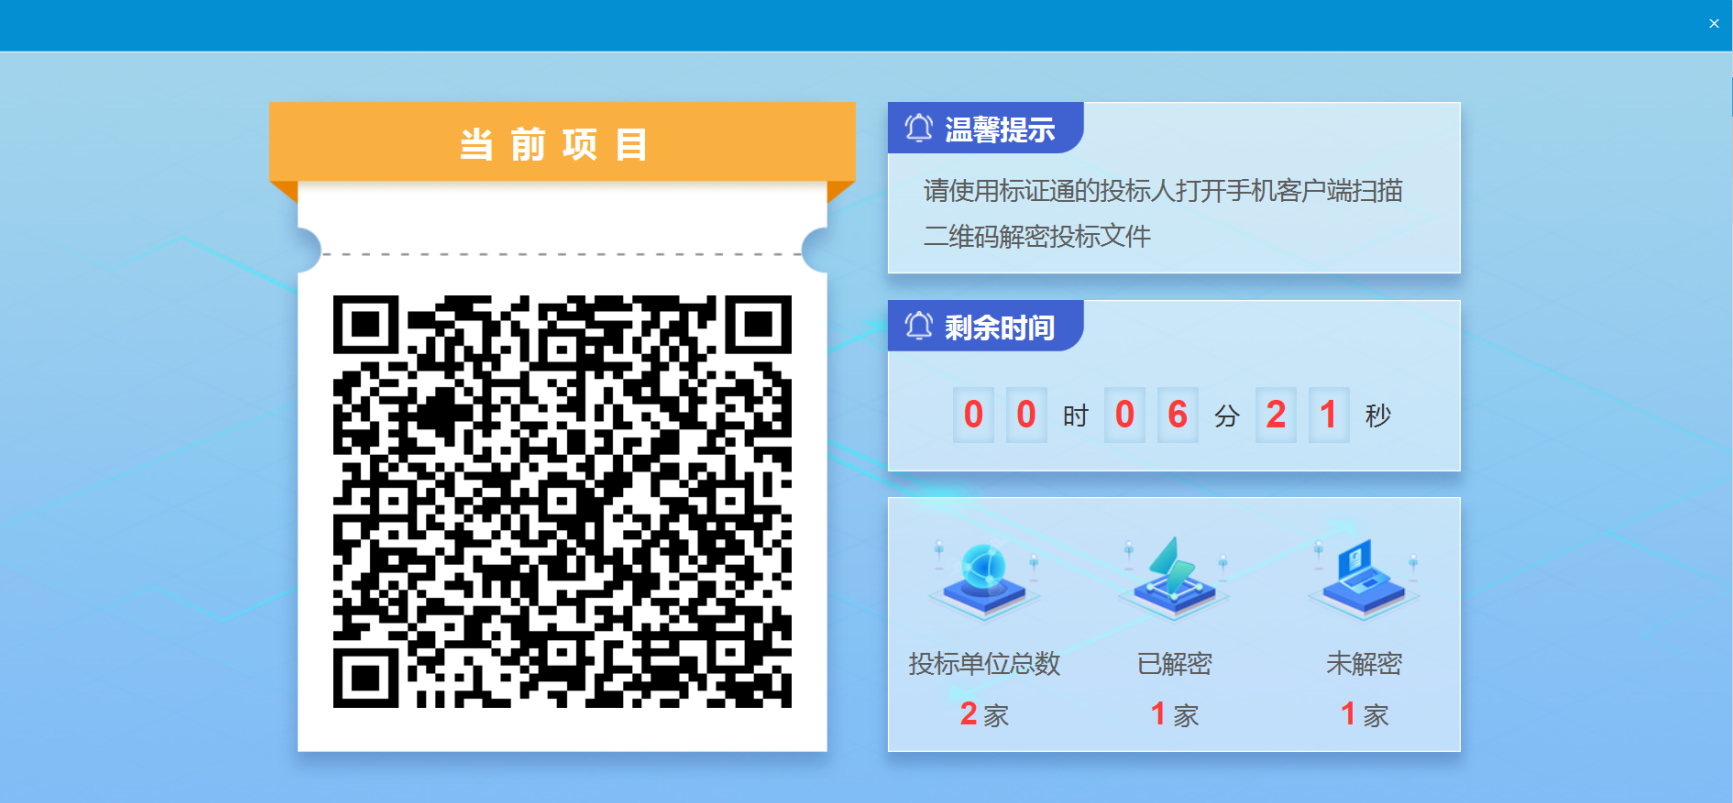 ×
当前项目
温馨提示
请使用标证通的投标人打开手机客户端扫描
二维码解密投标文件
剩余时间
00时06分21秒
投标单位总数
2家
已解密
1家
未解密
1家